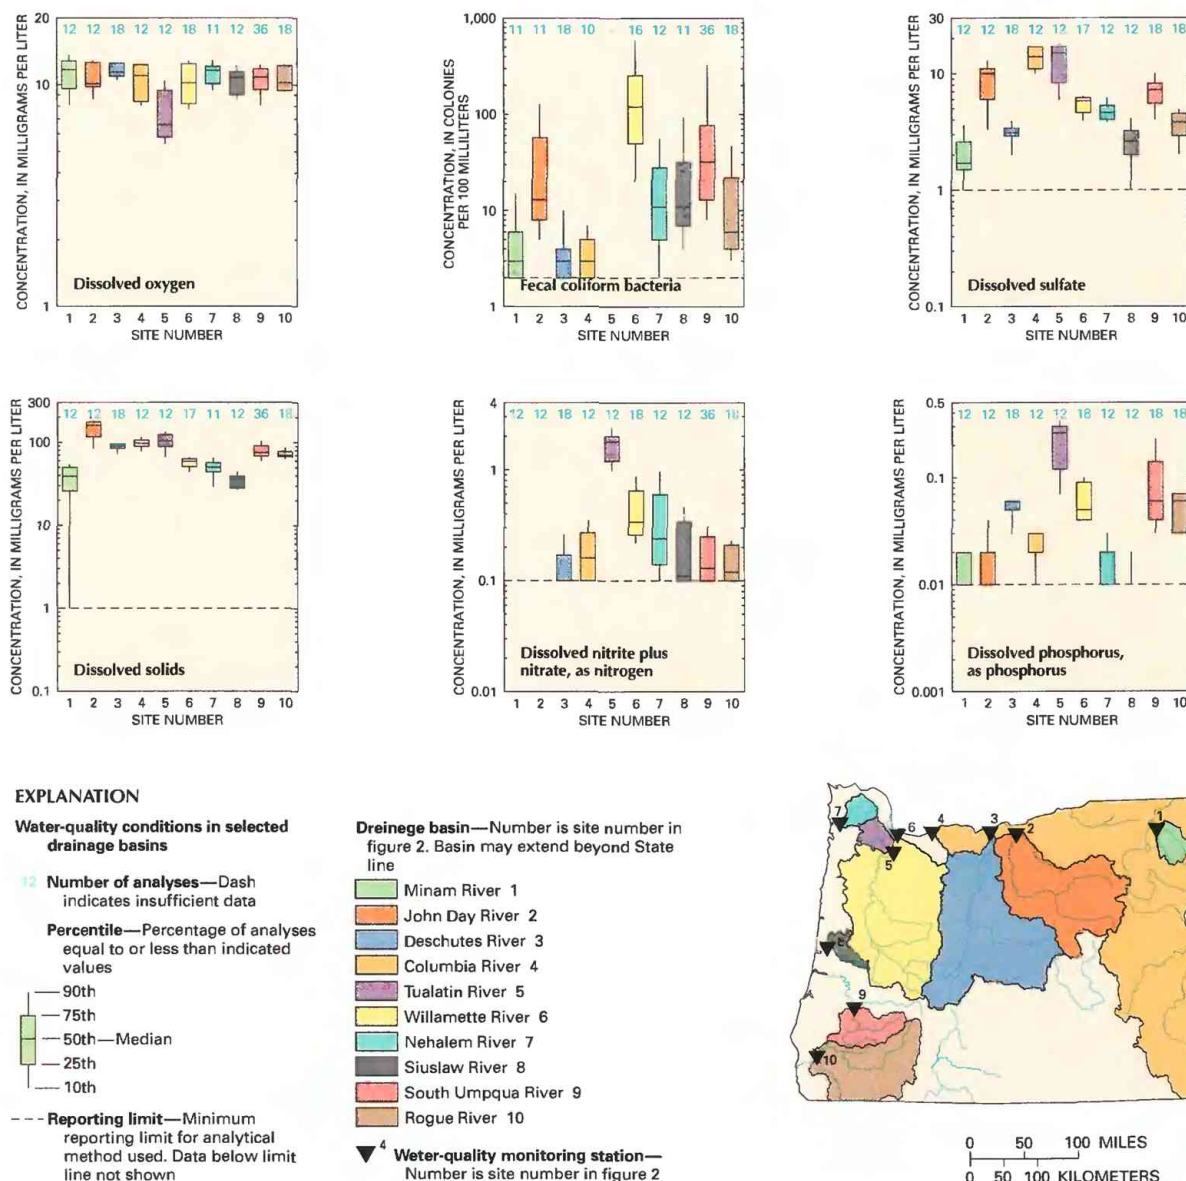 CONCENTRATION, IN MILLIGRAMS PER LITER
20
10
1
12 12 18 12 12 18 11 12 36 18
Dissolved oxygen
1 2 3 4 5 6 7 8 9 10
SITE NUMBER
CONCENTRATION, IN COLONIES
PER 100 MILLILITERS
1,000
100
10
1
11 11 18 10 16 11 11 36 18
Fecal coliform bacteria
1 2 3 4 5 6 7 8 9 10
SITE NUMBER
CONCENTRATION, IN MILLIGRAMS PER LITER
30
10
1
0.1
12 12 18 12 12 17 12 12 18 18
Dissolved sulfate
1 2 3 4 5 6 7 8 9 10
SITE NUMBER
CONCENTRATION, IN MILLIGRAMS PER LITER
300
100
10
1
0.1
12 12 18 12 12 17 11 12 36 18
Dissolved solids
1 2 3 4 5 6 7 8 9 10
SITE NUMBER
CONCENTRATION, IN MILLIGRAMS PER LITER
4
1
0.1
0.01
12 12 18 12 12 18 12 12 36 18
Dissolved nitrite plus
nitrate, as nitrogen
1 2 3 4 5 6 7 8 9 10
SITE NUMBER
CONCENTRATION, IN MILLIGRAMS PER LITER
0.5
0.1
0.01
0.001
12 12 18 12 12 18 12 12 18 18
Dissolved phosphorus,
as phosphorus
1 2 3 4 5 6 7 8 9 10
SITE NUMBER
EXPLANATION
Water-quality conditions in selected
drainage basins
12 Number of analyses—Dash
indicates insufficient data
Percentile—Percentage of analyses
equal to or less than indicated
values
90th
75th
50th—Median
25th
10th
--- Reporting limit—Minimum
reporting limit for analytical
method used. Data below limit
line not shown
Dreinege basin—Number is site number in
figure 2. Basin may extend beyond State
line
Minam River 1
John Day River 2
Deschutes River 3
Columbia River 4
Tualatin River 5
Willamette River 6
Nehalem River 7
Siuslaw River 8
South Umpqua River 9
Rogue River 10
4 Weter-quality monitoring station—
Number is site number in figure 2
7
6
4
3
2
1
5
8
9
10
0 50 100 MILES
0 50 100 KILOMETERS